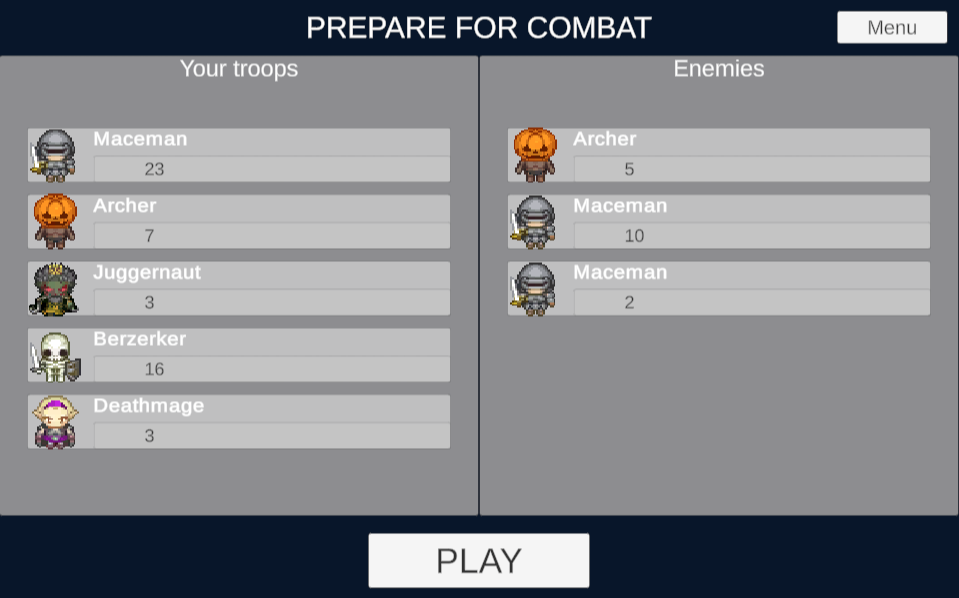 PREPARE FOR COMBAT
Menu
Your troops
Maceman
23
Archer
7
Juggernaut
3
Berzerker
16
Deathmage
3
Enemies
Archer
5
Maceman
10
Maceman
2
PLAY